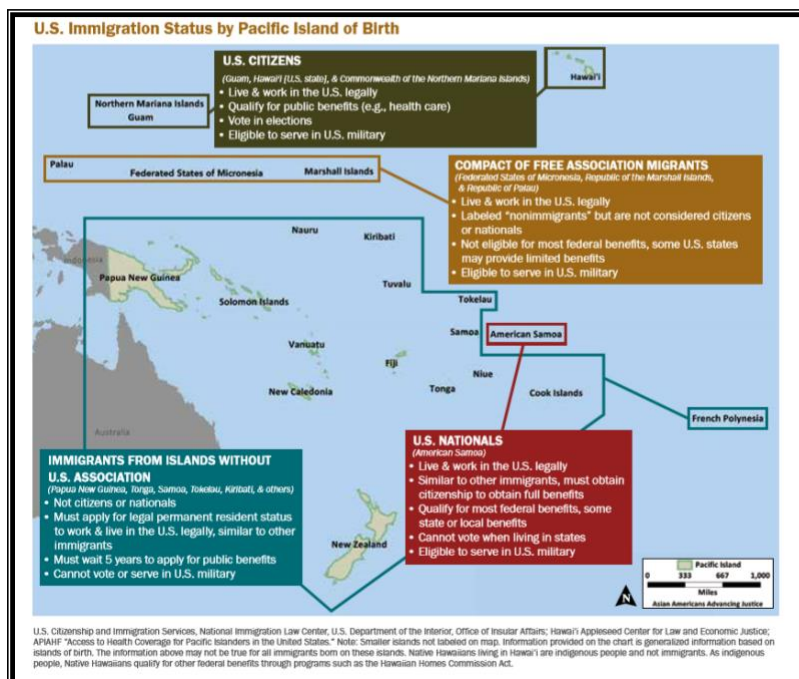 U.S. Immigration Status by Pacific Island of Birth
U.S. CITIZENS
(Guam, Hawai'i [U.S. state], & Commonwealth of the Northern Mariana Islands)
• Live & work in the U.S. legally
• Qualify for public benefits (e.g., health care)
• Vote in elections
• Eligible to serve in U.S. military
Hawai'i
Northern Mariana Islands
Guam
Palau
Federated States of Micronesia
Marshall Islands
COMPACT OF FREE ASSOCIATION MIGRANTS
(Federated States of Micronesia, Republic of the Marshall Islands,
& Republic of Palau)
• Live & work in the U.S. legally
• Labeled "nonimmigrants" but are not considered citizens
or nationals
• Not eligible for most federal benefits, some U.S. states
may provide limited benefits
• Eligible to serve in U.S. military
Nauru
Kiribati
Indonesia
Papua New Guinea
Solomon Islands
Tuvalu
Tokelau
Samoa
American Samoa
Vanuatu
Fiji
Niue
New Caledonia
Tonga
Cook Islands
French Polynesia
Australia
IMMIGRANTS FROM ISLANDS WITHOUT
U.S. ASSOCIATION
(Papua New Guinea, Tonga, Samoa, Tokelau, Kiribati, & others)
• Not citizens or nationals
• Must apply for legal permanent resident status
to work & live in the U.S. legally, similar to other
immigrants
• Must wait 5 years to apply for public benefits
• Cannot vote or serve in U.S. military
U.S. NATIONALS
(American Samoa)
• Live & work in the U.S. legally
• Similar to other immigrants, must obtain
citizenship to obtain full benefits
• Qualify for most federal benefits, some
state or local benefits
• Cannot vote when living in states
• Eligible to serve in U.S. military
New Zealand
N
Pacific Island
0 333 667 1,000
Miles
Asian Americans Advancing Justice
U.S. Citizenship and Immigration Services, National Immigration Law Center, U.S. Department of the Interior, Office of Insular Affairs; Hawai'i Appleseed Center for Law and Economic Justice;
APIAHF "Access to Health Coverage for Pacific Islanders in the United States." Note: Smaller islands not labeled on map. Information provided on the chart is generalized information based on
islands of birth. The information above may not be true for all immigrants born on these islands. Native Hawaiians living in Hawai'i are indigenous people and not immigrants. As indigenous
people, Native Hawaiians qualify for other federal benefits through programs such as the Hawaiian Homes Commission Act.